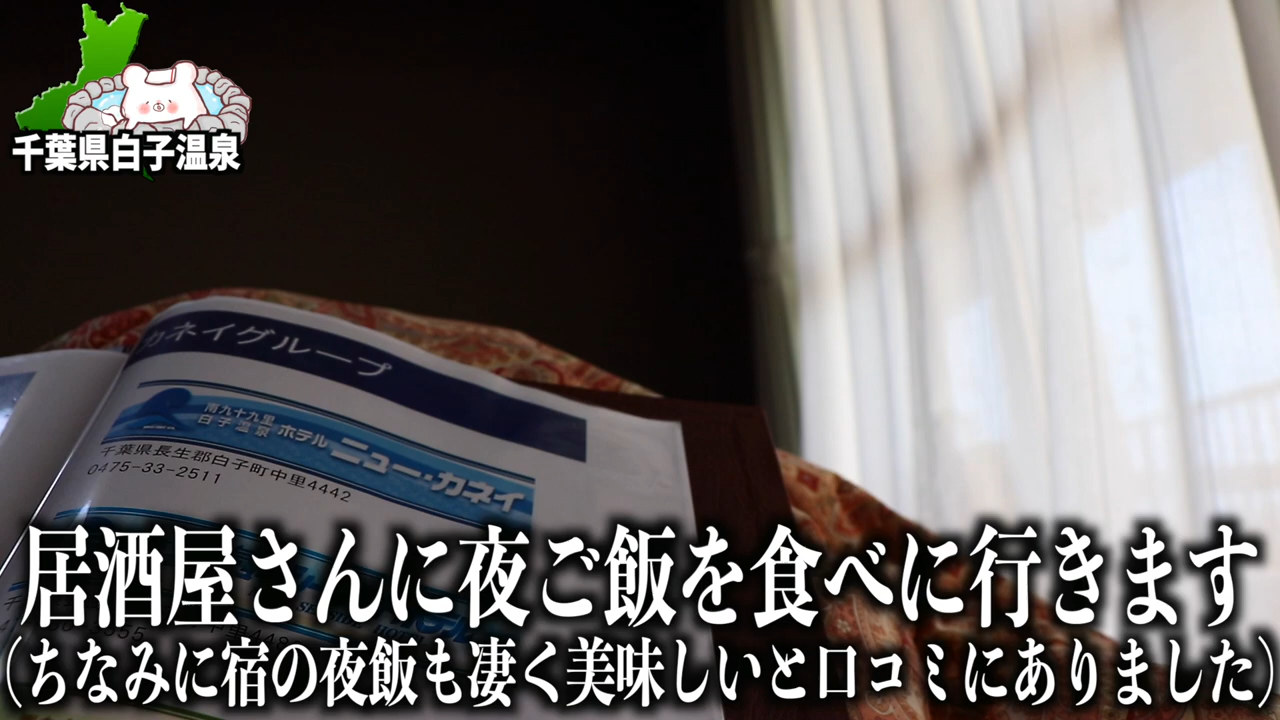 千葉県白子温泉
カネイグループ
南九十九里
白子温泉 ホテル ニュー・カネイ
千葉県長生郡白子町中里4442
0475-33-2511
居酒屋さんに夜ご飯を食べに行きます
(ちなみに宿の夜飯も凄く美味しいと口コミにありました)